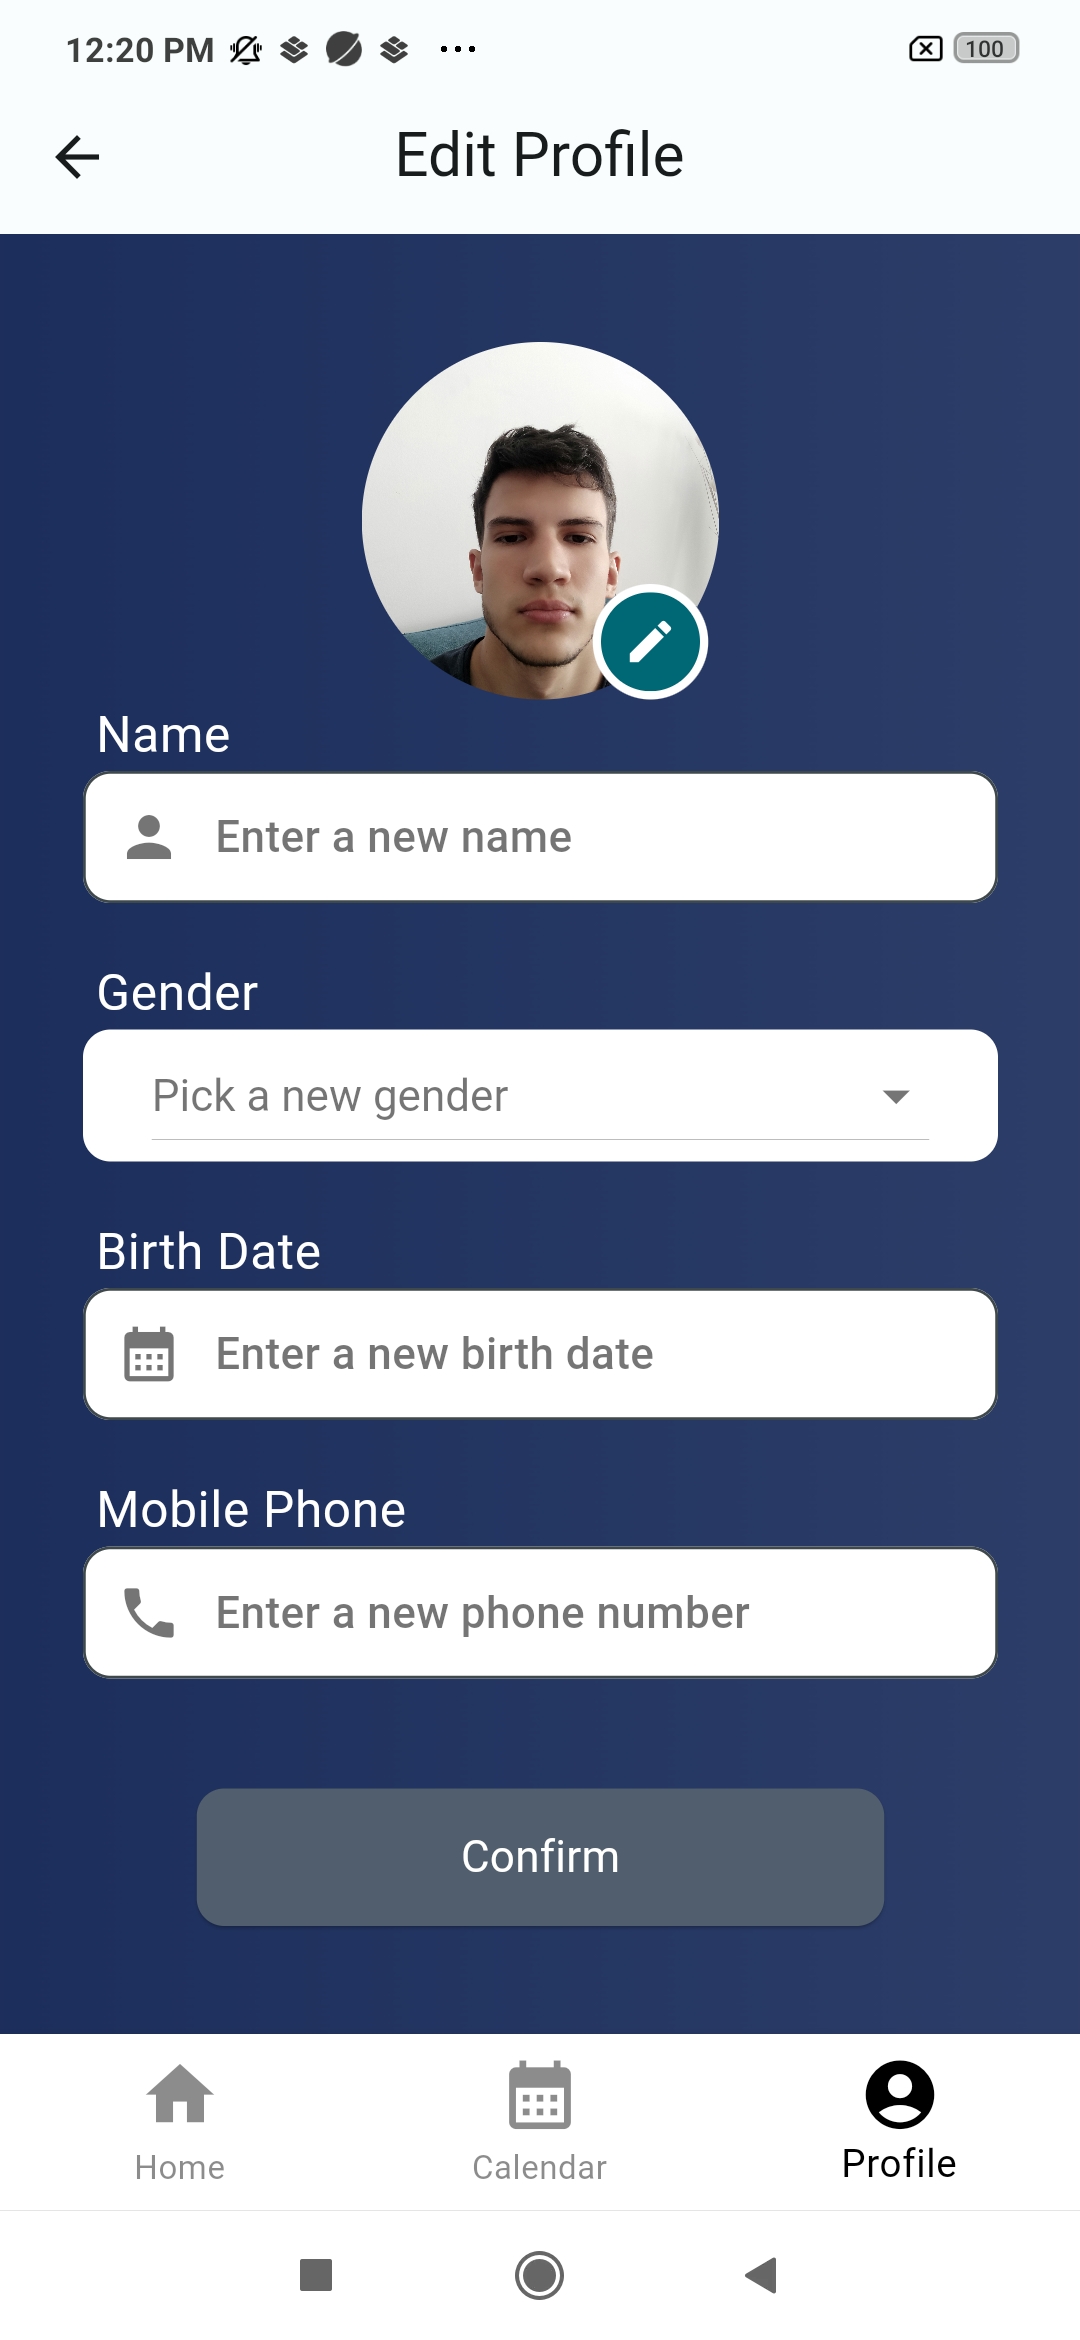 12:20 PM
100
Edit Profile
Name
Enter a new name
Gender
Pick a new gender
Birth Date
Enter a new birth date
Mobile Phone
Enter a new phone number
Confirm
Home
Calendar
Profile